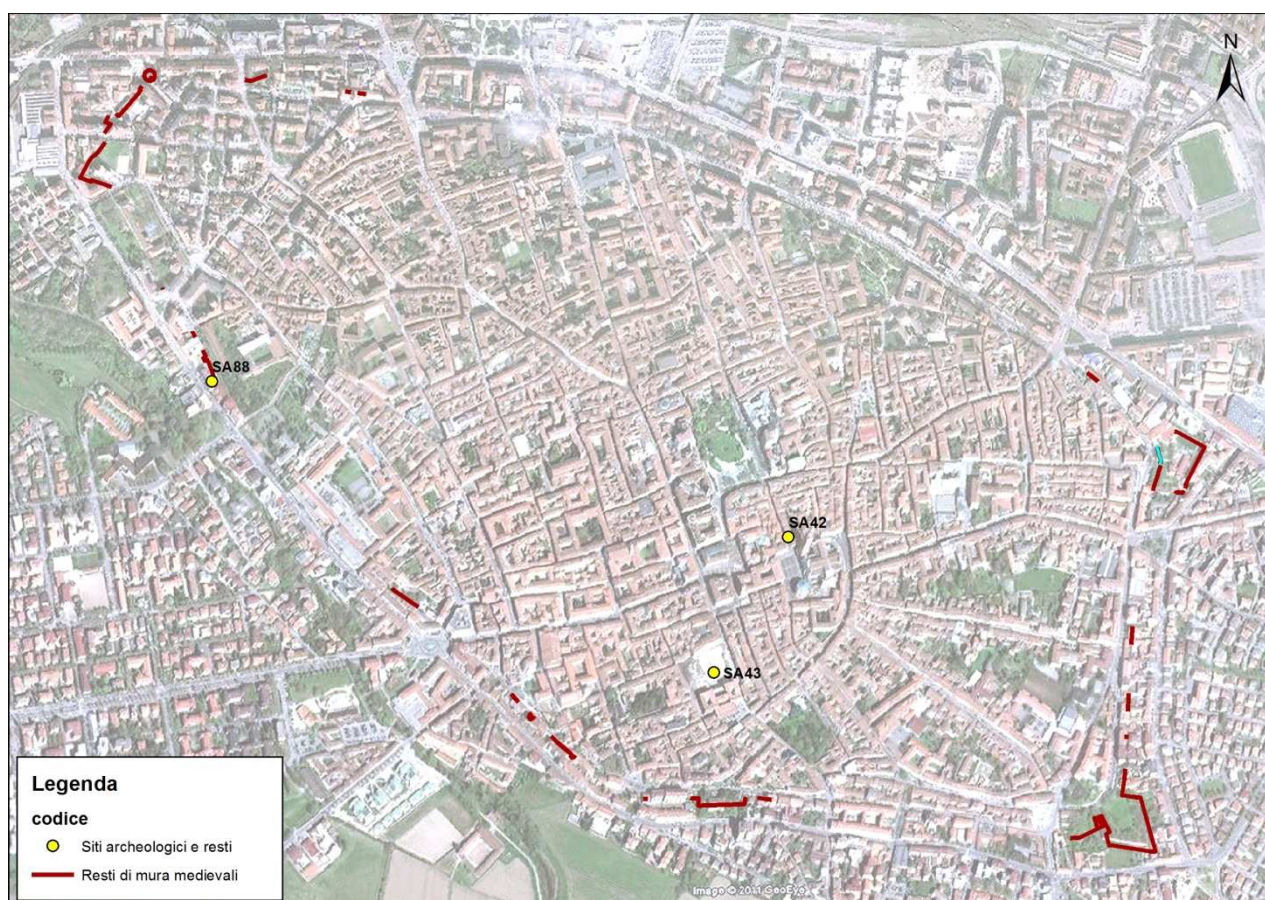 N
SA88
SA42
SA43
Legenda
codice
Siti archeologici e resti
Resti di mura medievali
Image © 2011 GeoEye